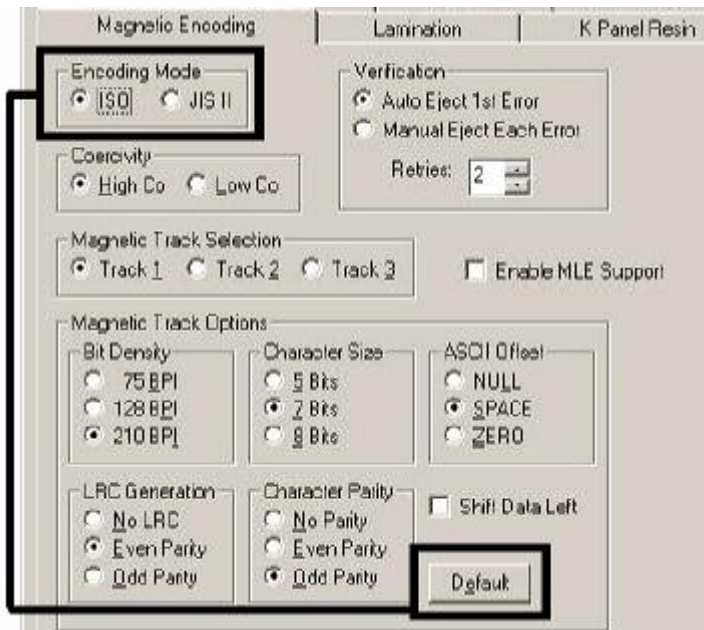 Magnetic Encoding
Lamination
K Panel Resin
Encoding Mode
ISO JIS II
Verification
Auto Eject 1st Error
Manual Eject Each Error
Retries: 2
Coercivity
High Co Low Co
Magnetic Track Selection
Track 1 Track 2 Track 3
Enable MLE Support
Magnetic Track Options
Bit Density
75 BPI
128 BPI
210 BPI
Character Size
5 Bits
7 Bits
8 Bits
ASCII Offset
NULL
SPACE
ZERO
LRC Generation
No LRC
Even Parity
Odd Parity
Character Parity
No Parity
Even Parity
Odd Parity
Shift Data Left
Default